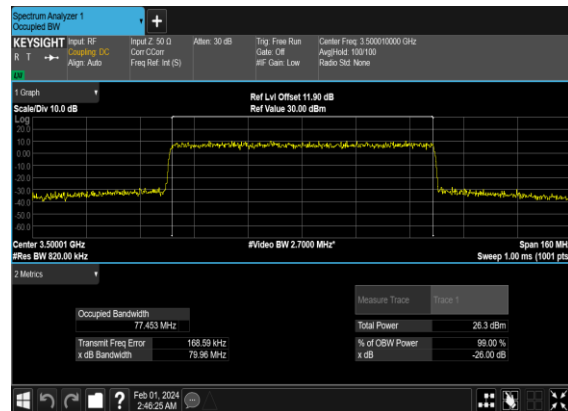 Spectrum Analyzer 1
Occupied BW
KEYSIGHT Input: RF Input Z: 50 Ω Atten: 30 dB Trig: Free Run Center Freq: 3.500010000 GHz
R T Coupling: DC Corr CCorr Gate: Off Avg|Hold: 100/100
Align: Auto Freq Ref: Int (S) #IF Gain: Low Radio Std: None
1 Graph
Ref Lvl Offset 11.90 dB
Scale/Div 10.0 dB Ref Value 30.00 dBm
Log
20.0
10.0
0.00
-10.0
-20.0
-30.0
-40.0
-50.0
-60.0
Center 3.50001 GHz #Video BW 2.7000 MHz* Span 160 MH
#Res BW 820.00 kHz Sweep 1.00 ms (1001 pts
2 Metrics
Measure Trace Trace 1
Occupied Bandwidth
77.453 MHz Total Power 26.3 dBm
Transmit Freq Error 168.59 kHz % of OBW Power 99.00 %
x dB Bandwidth 79.96 MHz x dB -26.00 dB
? Feb 01, 2024
2:46:25 AM